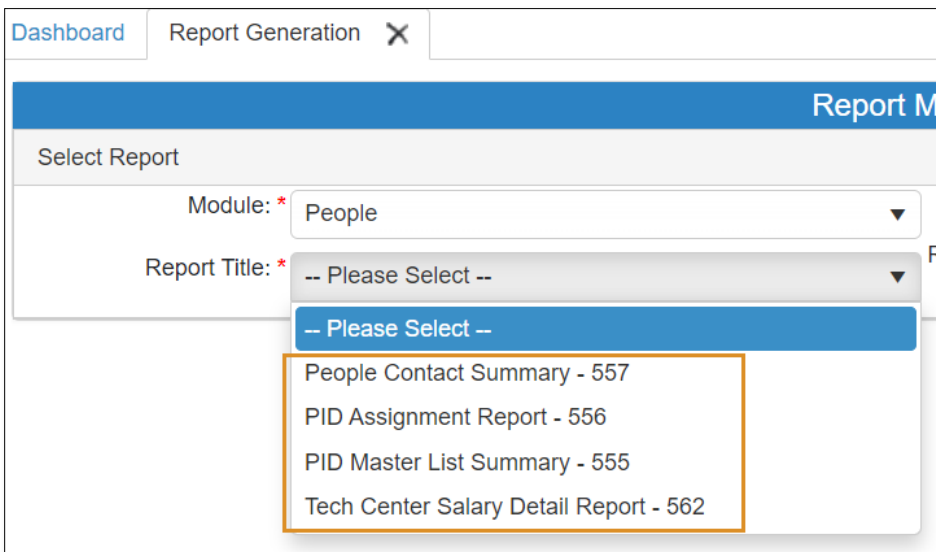 Dashboard
Report Generation
Report M
Select Report
Module: *
People
Report Title: *
-- Please Select --
-- Please Select --
People Contact Summary - 557
PID Assignment Report - 556
PID Master List Summary - 555
Tech Center Salary Detail Report - 562